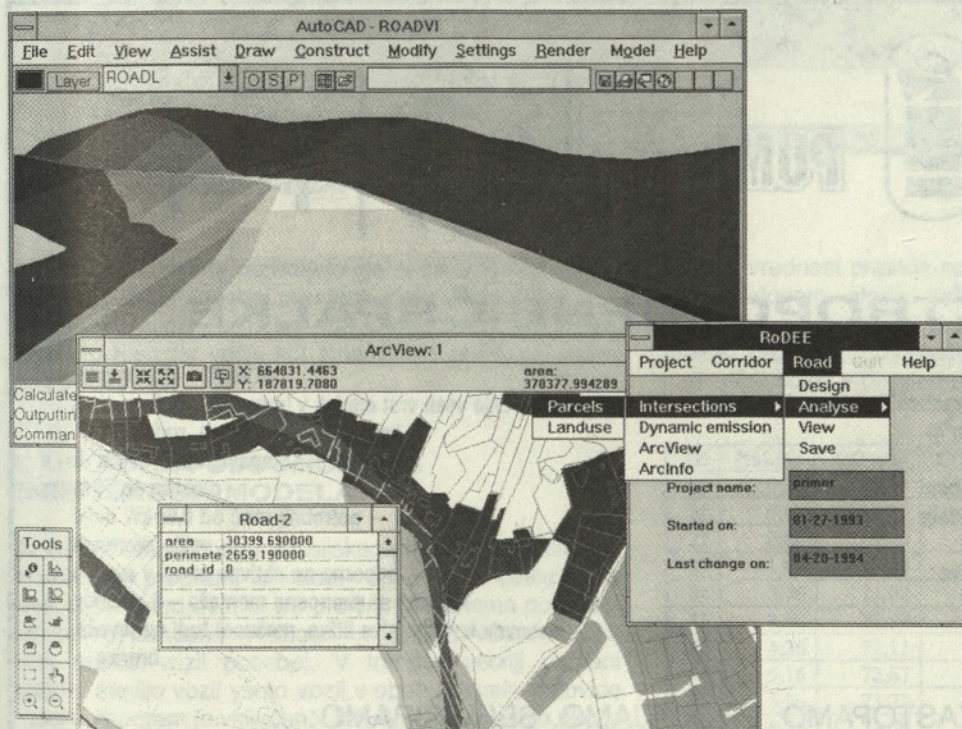 AutoCAD - ROADVI
File Edit View Assist Draw Construct Modify Settings Render Model Help
Layer ROADL O S P
ArcView: 1
X: 664831.4463
Y: 187819.7080
area:
370377.994289
RoDEE
Project Corridor Road Quit Help
Design
Parcels Intersections Analyse
Landuse Dynamic emission View
ArcView Save
ArcInfo
Project name: primer
Started on: 01-27-1993
Last change on: 04-20-1994
Calculate
Outputtin
Comman
Road-2
area 30399.690000
perimete 2659.190000
road_id 0
Tools